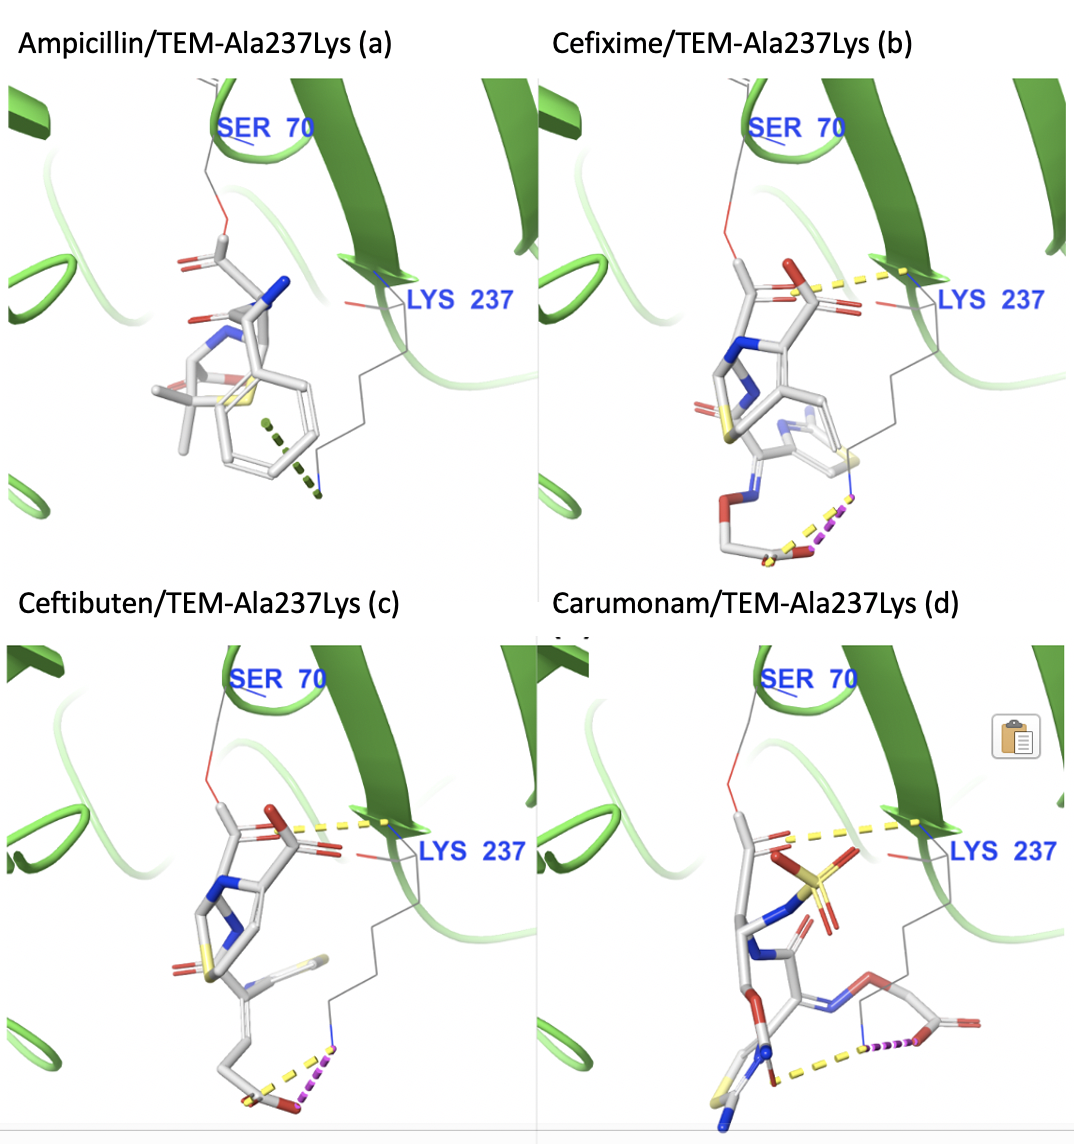 Ampicillin/TEM-Ala237Lys (a)
Cefixime/TEM-Ala237Lys (b)
SER 70
SER 70
LYS 237
LYS 237
Ceftibuten/TEM-Ala237Lys (c)
Carumonam/TEM-Ala237Lys (d)
SER 70
SER 70
LYS 237
LYS 237